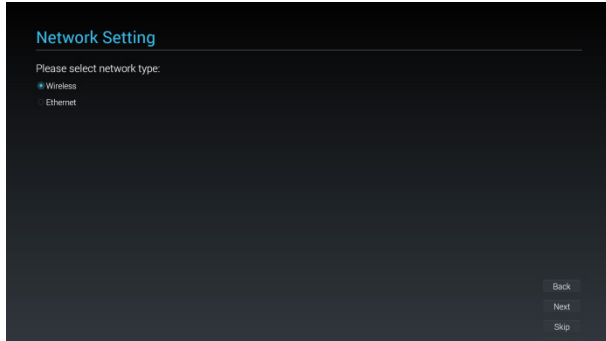 Network Setting
Please select network type:
Wireless
Ethernet
Back
Next
Skip